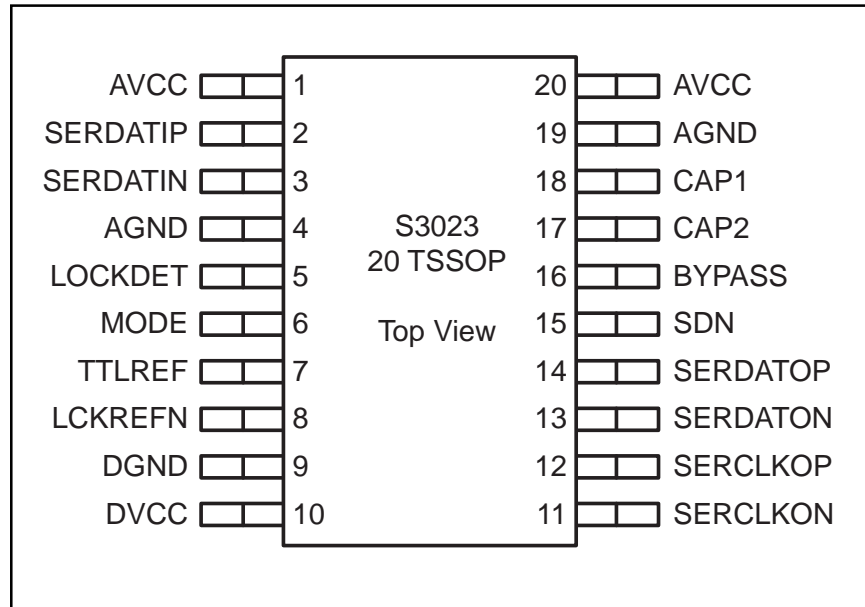 AVCC 1 20 AVCC
SERDATIP 2 19 AGND
SERDATIN 3 18 CAP1
AGND 4 S3023 17 CAP2
LOCKDET 5 20 TSSOP 16 BYPASS
MODE 6 Top View 15 SDN
TTLREF 7 14 SERDATOP
LCKREFN 8 13 SERDATON
DGND 9 12 SERCLKOP
DVCC 10 11 SERCLKON